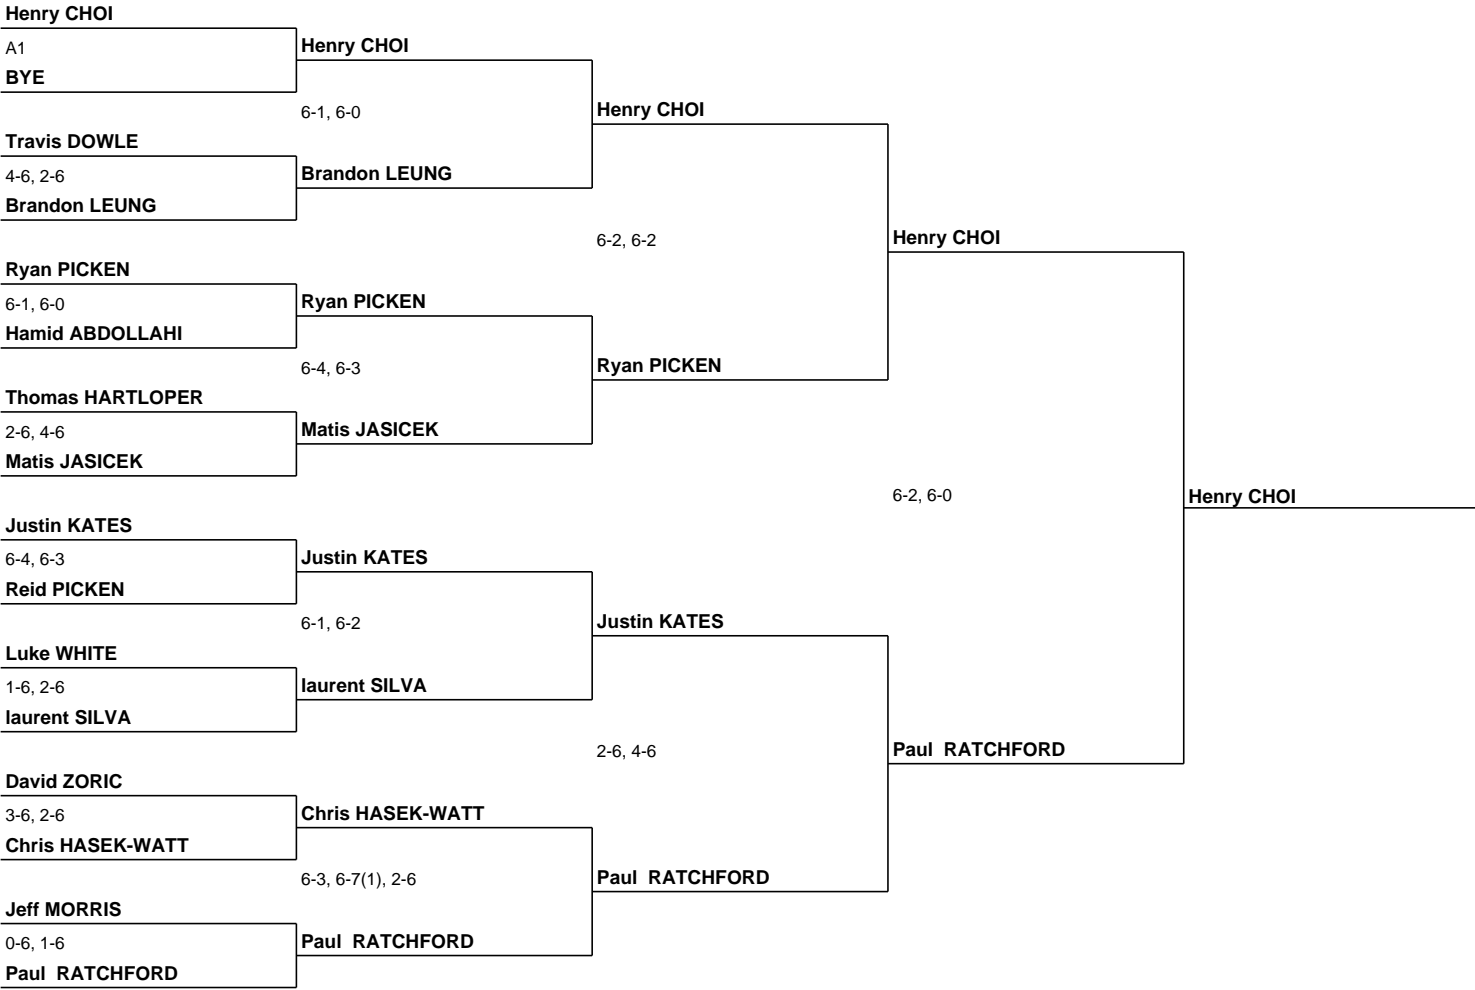 Henry CHOI
A1
BYE
Henry CHOI
6-1, 6-0
Henry CHOI
Travis DOWLE
4-6, 2-6
Brandon LEUNG
Brandon LEUNG
6-2, 6-2
Henry CHOI
Ryan PICKEN
6-1, 6-0
Hamid ABDOLLAHI
Ryan PICKEN
6-4, 6-3
Ryan PICKEN
Thomas HARTLOPER
2-6, 4-6
Matis JASICEK
Matis JASICEK
6-2, 6-0
Henry CHOI
Justin KATES
6-4, 6-3
Reid PICKEN
Justin KATES
6-1, 6-2
Justin KATES
Luke WHITE
1-6, 2-6
laurent SILVA
laurent SILVA
2-6, 4-6
Paul  RATCHFORD
David ZORIC
3-6, 2-6
Chris HASEK-WATT
Chris HASEK-WATT
6-3, 6-7(1), 2-6
Paul  RATCHFORD
Jeff MORRIS
0-6, 1-6
Paul  RATCHFORD
Paul  RATCHFORD